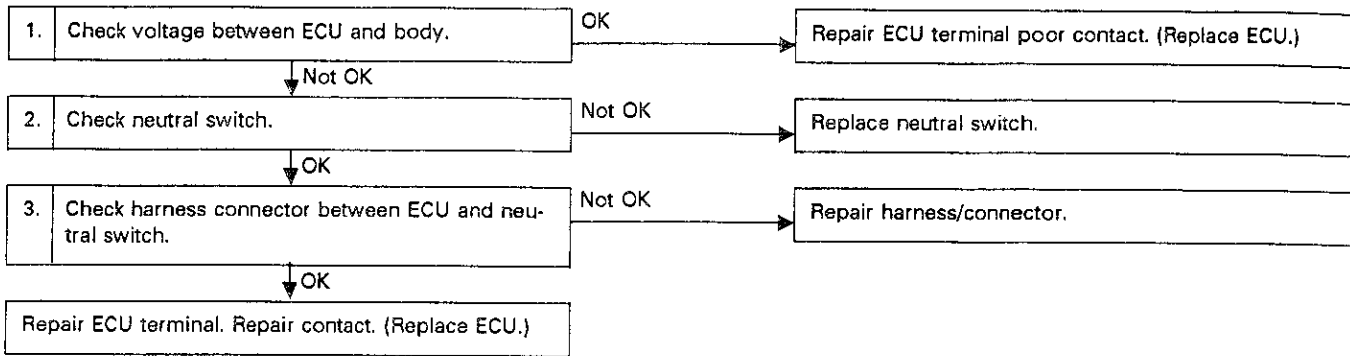 1. Check voltage between ECU and body.
OK
Repair ECU terminal poor contact. (Replace ECU.)
Not OK
2. Check neutral switch.
Not OK
Replace neutral switch.
OK
3. Check harness connector between ECU and neu-
tral switch.
Not OK
Repair harness/connector.
OK
Repair ECU terminal. Repair contact. (Replace ECU.)